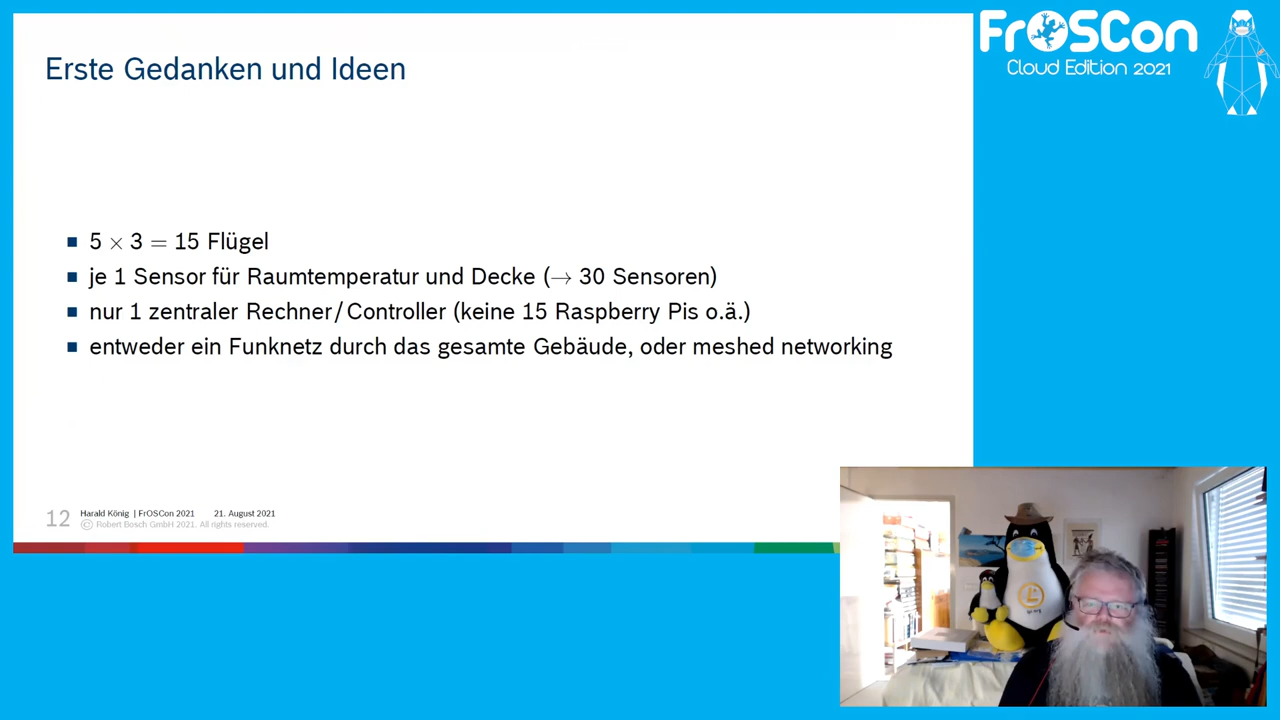 FrOSCon
Cloud Edition 2021
Erste Gedanken und Ideen
5 × 3 = 15 Flügel
je 1 Sensor für Raumtemperatur und Decke (→ 30 Sensoren)
nur 1 zentraler Rechner/Controller (keine 15 Raspberry Pis o.ä.)
entweder ein Funknetz durch das gesamte Gebäude, oder meshed networking
12
Harald König | FrOSCon 2021 21. August 2021
© Robert Bosch GmbH 2021. All rights reserved.